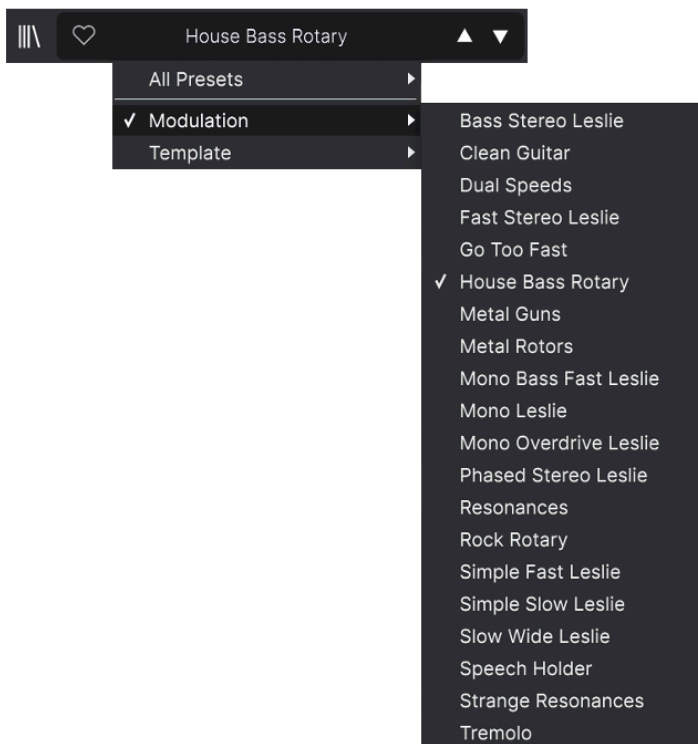 House Bass Rotary
All Presets
Modulation
Template
Bass Stereo Leslie
Clean Guitar
Dual Speeds
Fast Stereo Leslie
Go Too Fast
House Bass Rotary
Metal Guns
Metal Rotors
Mono Bass Fast Leslie
Mono Leslie
Mono Overdrive Leslie
Phased Stereo Leslie
Resonances
Rock Rotary
Simple Fast Leslie
Simple Slow Leslie
Slow Wide Leslie
Speech Holder
Strange Resonances
Tremolo